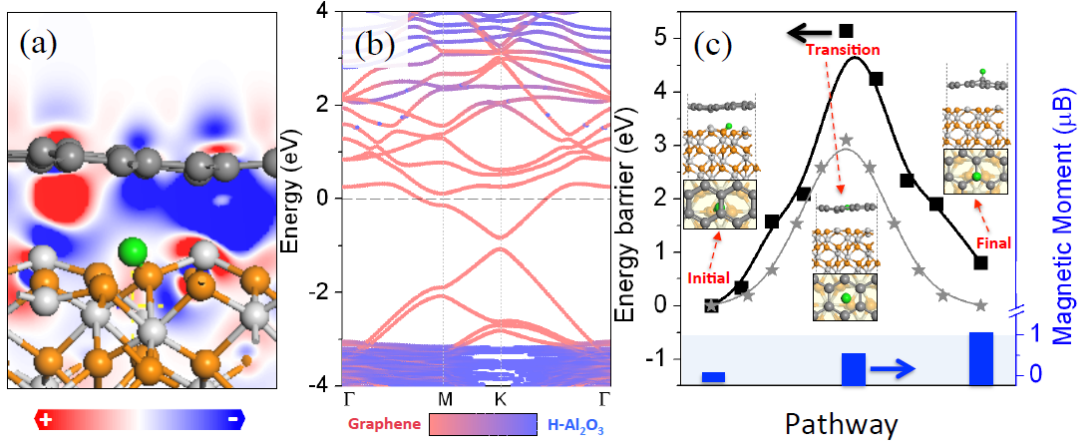 (a)
+
-
(b)
Energy (eV)
4
2
0
-2
-4
Γ
M
K
Γ
Graphene
H-Al₂O₃
(c)
Energy barrier (eV)
5
4
3
2
1
0
-1
Transition
Initial
Final
Magnetic Moment (μB)
1
0
Pathway